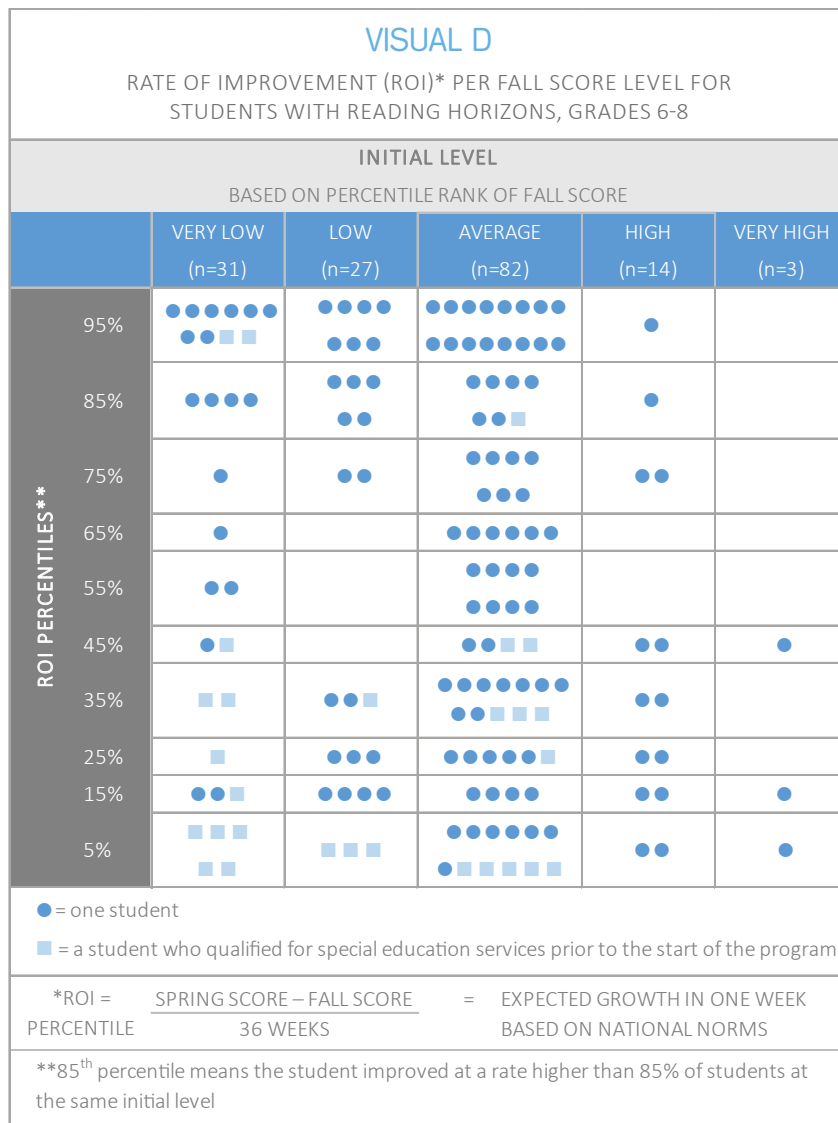 VISUAL D
RATE OF IMPROVEMENT (ROI)* PER FALL SCORE LEVEL FOR
STUDENTS WITH READING HORIZONS, GRADES 6-8
INITIAL LEVEL
BASED ON PERCENTILE RANK OF FALL SCORE
VERY LOW LOW AVERAGE HIGH VERY HIGH
(n=31) (n=27) (n=82) (n=14) (n=3)
ROI PERCENTILES**
95%
85%
75%
65%
55%
45%
35%
25%
15%
5%
= one student
= a student who qualified for special education services prior to the start of the program
*ROI = SPRING SCORE – FALL SCORE = EXPECTED GROWTH IN ONE WEEK
PERCENTILE 36 WEEKS BASED ON NATIONAL NORMS
**85th percentile means the student improved at a rate higher than 85% of students at
the same initial level